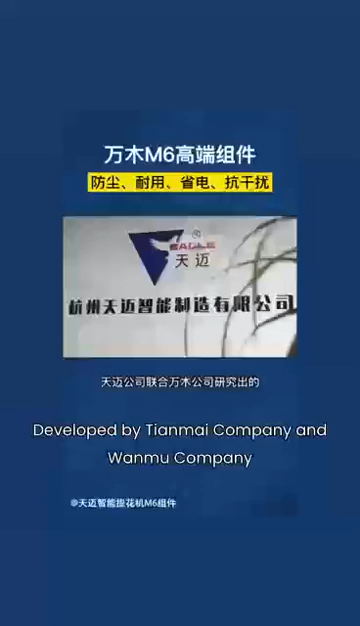 万木M6高端组件
防尘、耐用、省电、抗干扰
EAGLE
天迈
杭州天迈智能制造有限公司
天迈公司联合万木公司研究出的
Developed by Tianmai Company and
Wanmu Company
@天迈智能提花机M6组件